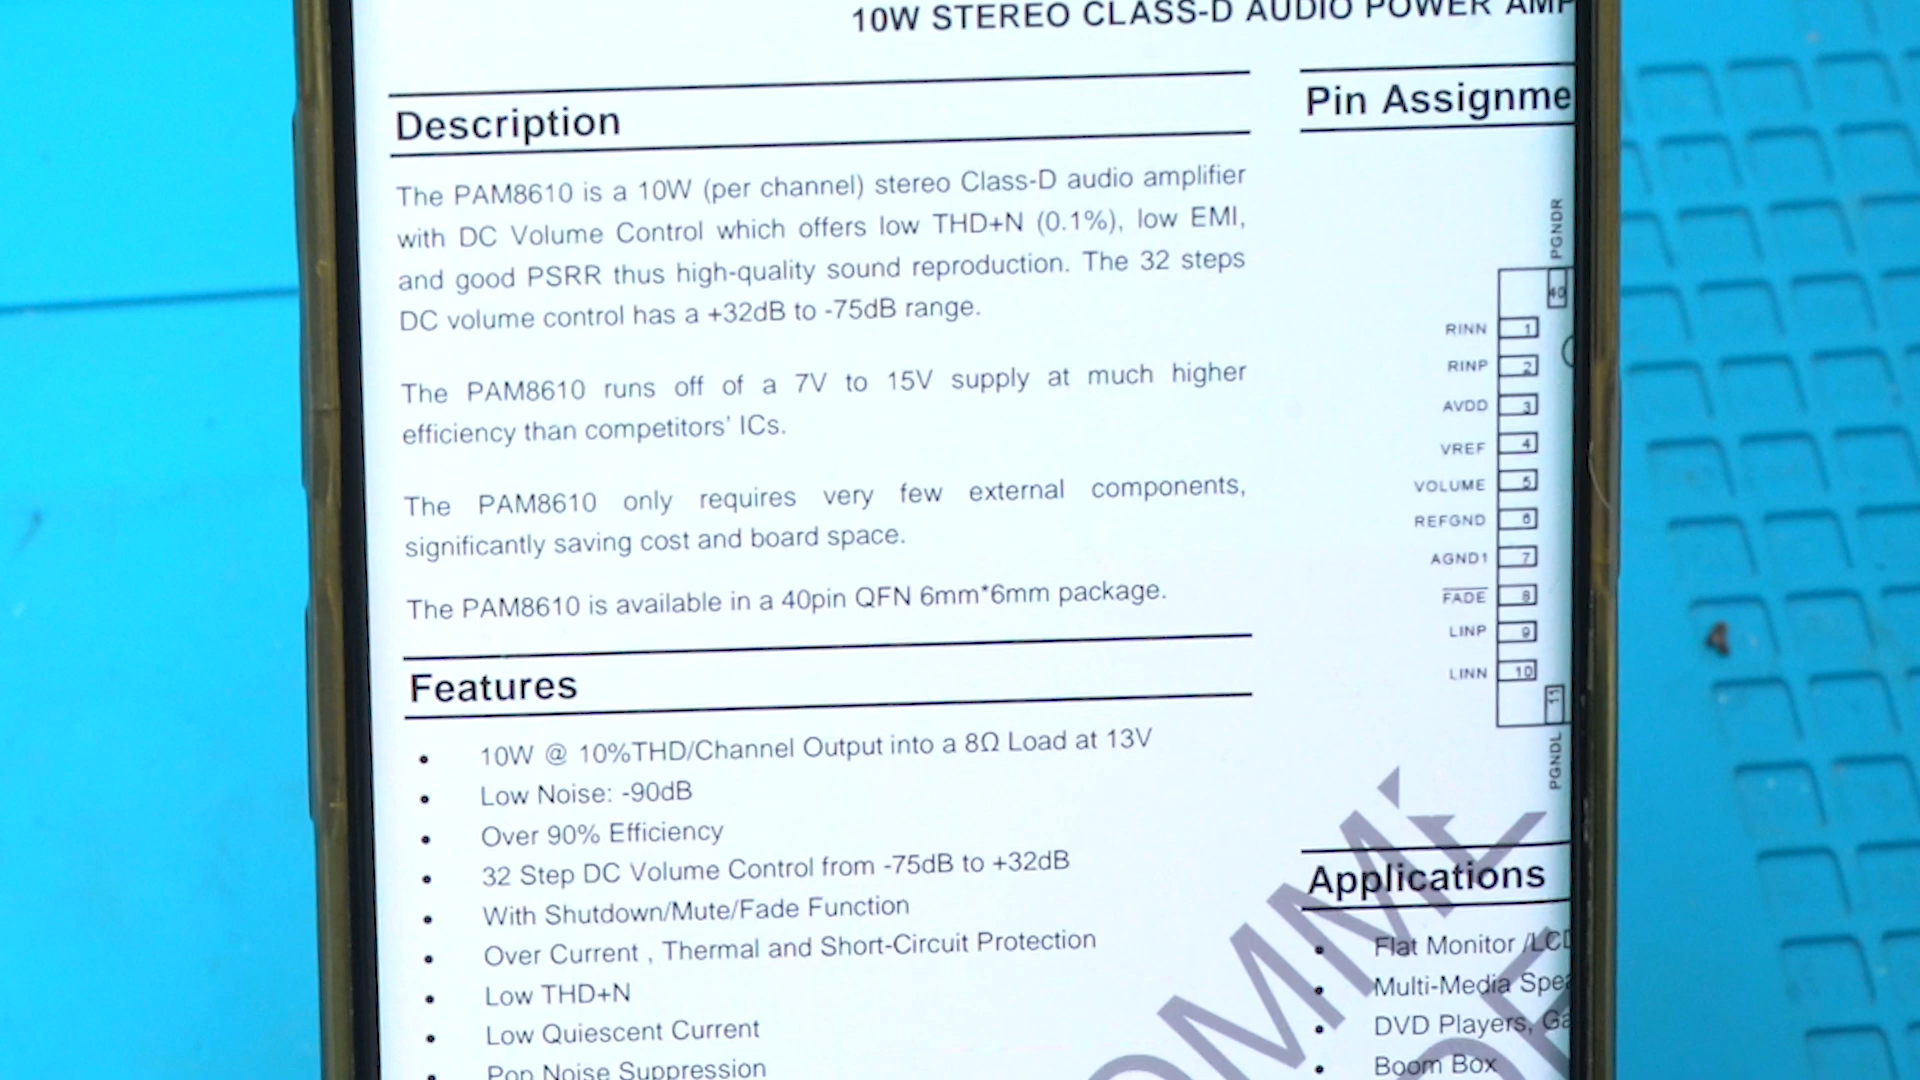 10W STEREO CLASS-D AUDIO POWER AMP
Description
The PAM8610 is a 10W (per channel) stereo Class-D audio amplifier
with DC Volume Control which offers low THD+N (0.1%), low EMI,
and good PSRR thus high-quality sound reproduction. The 32 steps
DC volume control has a +32dB to -75dB range.
The PAM8610 runs off of a 7V to 15V supply at much higher
efficiency than competitors' ICs.
The PAM8610 only requires very few external components,
significantly saving cost and board space.
The PAM8610 is available in a 40pin QFN 6mm*6mm package.
Features
• 10W @ 10%THD/Channel Output into a 8Ω Load at 13V
• Low Noise: -90dB
• Over 90% Efficiency
• 32 Step DC Volume Control from -75dB to +32dB
• With Shutdown/Mute/Fade Function
• Over Current , Thermal and Short-Circuit Protection
• Low THD+N
• Low Quiescent Current
• Pop Noise Suppression
Pin Assignme
PGNDR
40
RINN 1
RINP 2
AVDD 3
VREF 4
VOLUME 5
REFGND 6
AGND1 7
FADE 8
LINP 9
LINN 10
11
PGNDL
Applications
• Flat Monitor /LCD
• Multi-Media Spea
• DVD Players, Ga
• Boom Box
OMME